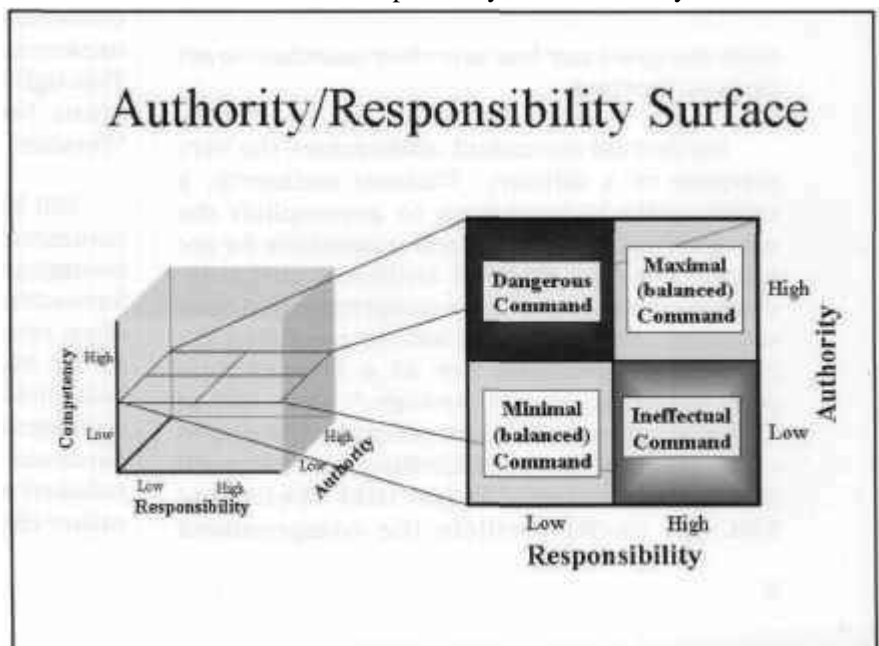 Authority/Responsibility Surface
Competency
High
Low
Low
High
Responsibility
Low
High
Authority
Dangerous
Command
Maximal
(balanced)
Command
Minimal
(balanced)
Command
Ineffectual
Command
High
Low
Authority
Low
High
Responsibility